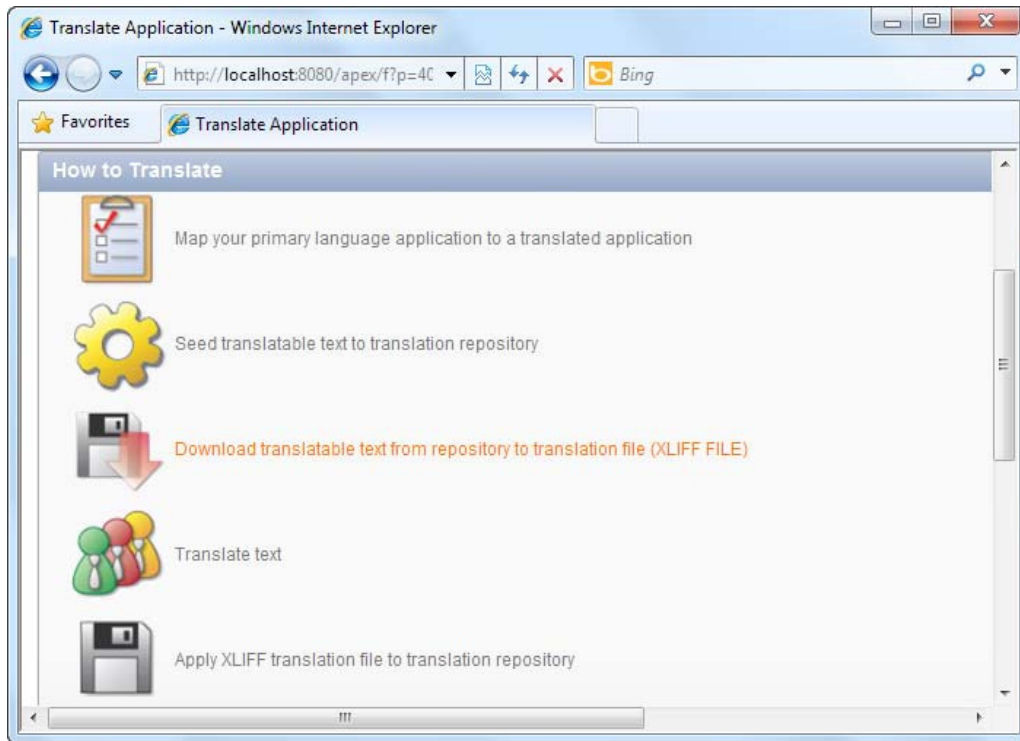 Translate Application - Windows Internet Explorer
http://localhost:8080/apex/f?p=4C
Bing
Favorites
Translate Application
How to Translate
Map your primary language application to a translated application
Seed translatable text to translation repository
Download translatable text from repository to translation file (XLIFF FILE)
Translate text
Apply XLIFF translation file to translation repository